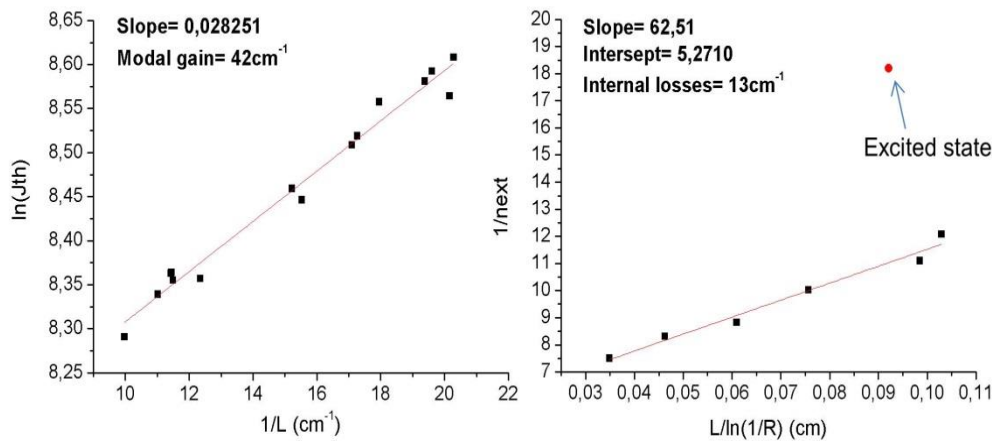 Slope= 0,028251
Modal gain= 42cm-1
8,65
8,60
8,55
8,50
8,45
8,40
8,35
8,30
8,25
ln(Jth)
10 12 14 16 18 20 22
1/L (cm-1)
Slope= 62,51
Intersept= 5,2710
Internal losses= 13cm-1
Excited state
20
19
18
17
16
15
14
13
12
11
10
9
8
7
1/next
0,03 0,04 0,05 0,06 0,07 0,08 0,09 0,10 0,11
L/ln(1/R) (cm)